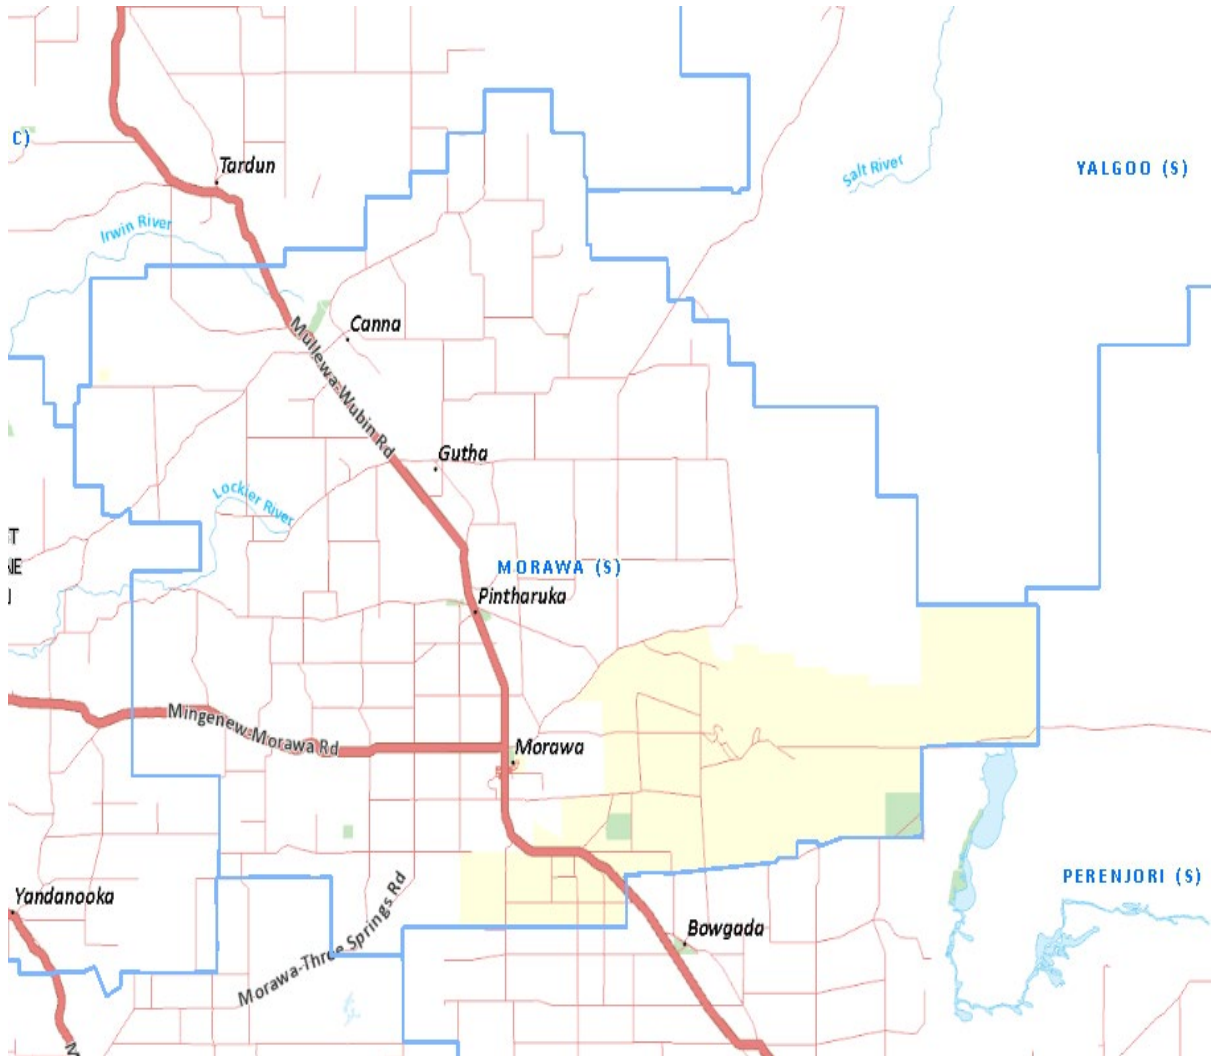 C)
Tardun
YALGOO (S)
Salt River
Irwin River
Canna
Mullewa-Wubin Rd
Gutha
Lockier River
MORAWA (S)
Pintharuka
Mingenew-Morawa Rd
Morawa
PERENJORI (S)
Yandanooka
Bowgada
Morawa-Three Springs Rd